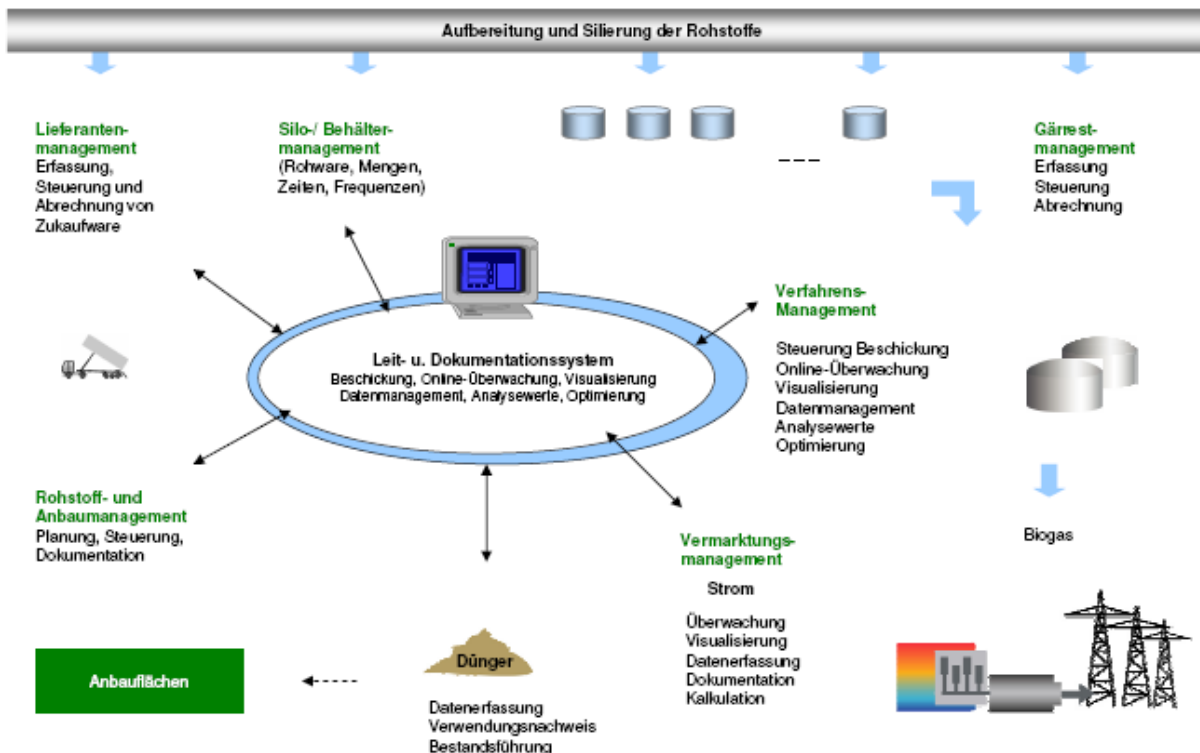 Aufbereitung und Silierung der Rohstoffe
Lieferanten-
management
Erfassung,
Steuerung und
Abrechnung von
Zukaufware
Silo-/ Behälter-
management
(Rohware, Mengen,
Zeiten, Frequenzen)
Gärrest-
management
Erfassung
Steuerung
Abrechnung
Verfahrens-
Management
Steuerung Beschickung
Online-Überwachung
Visualisierung
Datenmanagement
Analysewerte
Optimierung
Leit- u. Dokumentationssystem
Beschickung, Online-Überwachung, Visualisierung
Datenmanagement, Analysewerte, Optimierung
Rohstoff- und
Anbaumanagement
Planung, Steuerung,
Dokumentation
Vermarktungs-
management
Strom
Überwachung
Visualisierung
Datenerfassung
Dokumentation
Kalkulation
Biogas
Anbauflächen
Dünger
Datenerfassung
Verwendungsnachweis
Bestandsführung